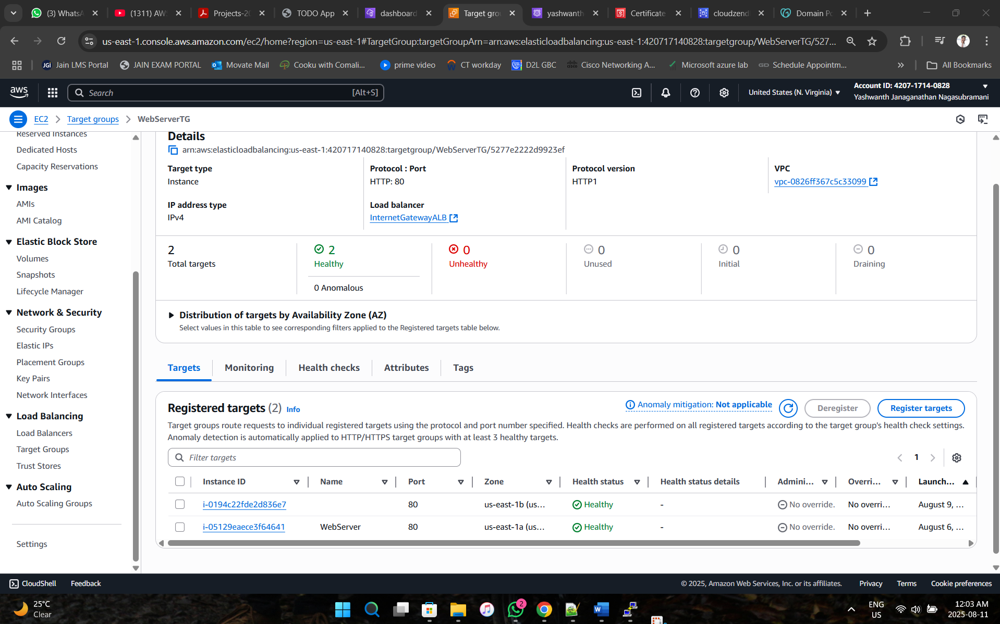 (3) WhatsA
(1311) AW
Projects-20
TODO App
dashboard
Target gro
yashwanth
Certificate
cloudzend
Domain Po
us-east-1.console.aws.amazon.com/ec2/home?region=us-east-1#TargetGroup:targetGroupArn=arn:aws:elasticloadbalancing:us-east-1:420717140828:targetgroup/WebServerTG/527...
JGi Jain LMS Portal
JAIN EXAM PORTAL
Movate Mail
Cooku with Comali...
prime video
CT workday
D2L GBC
Cisco Networking A...
Microsoft azure lab
GD Schedule Appointm...
All Bookmarks
aws
Search [Alt+S]
United States (N. Virginia)
Account ID: 4207-1714-0828
Yashwanth Janaganathan Nagasubramani
EC2 > Target groups > WebServerTG
Reserved Instances
Dedicated Hosts
Capacity Reservations
Images
AMIs
AMI Catalog
Elastic Block Store
Volumes
Snapshots
Lifecycle Manager
Network & Security
Security Groups
Elastic IPs
Placement Groups
Key Pairs
Network Interfaces
Load Balancing
Load Balancers
Target Groups
Trust Stores
Auto Scaling
Auto Scaling Groups
Settings
Details
arn:aws:elasticloadbalancing:us-east-1:420717140828:targetgroup/WebServerTG/5277e2222d9923ef
Target type
Instance
Protocol : Port
HTTP: 80
Protocol version
HTTP1
VPC
vpc-0826ff367c5c33099
IP address type
IPv4
Load balancer
InternetGatewayALB
2
Total targets
2
Healthy
0 Anomalous
0
Unhealthy
0
Unused
0
Initial
0
Draining
Distribution of targets by Availability Zone (AZ)
Select values in this table to see corresponding filters applied to the Registered targets table below.
Targets
Monitoring
Health checks
Attributes
Tags
Registered targets (2) Info
Anomaly mitigation: Not applicable
Deregister
Register targets
Target groups route requests to individual registered targets using the protocol and port number specified. Health checks are performed on all registered targets according to the target group's health check settings.
Anomaly detection is automatically applied to HTTP/HTTPS target groups with at least 3 healthy targets.
Filter targets
1
Instance ID Name Port Zone Health status Health status details Admini... Overri... Launch...
i-0194c22fde2d836e7 80 us-east-1b (us... Healthy - No override. No overri... August 9, ...
i-05129eaece3f64641 WebServer 80 us-east-1a (us... Healthy - No override. No overri... August 6, ...
CloudShell
Feedback
© 2025, Amazon Web Services, Inc. or its affiliates.
Privacy
Terms
Cookie preferences
25°C
Clear
2
ENG
US
12:03 AM
2025-08-11